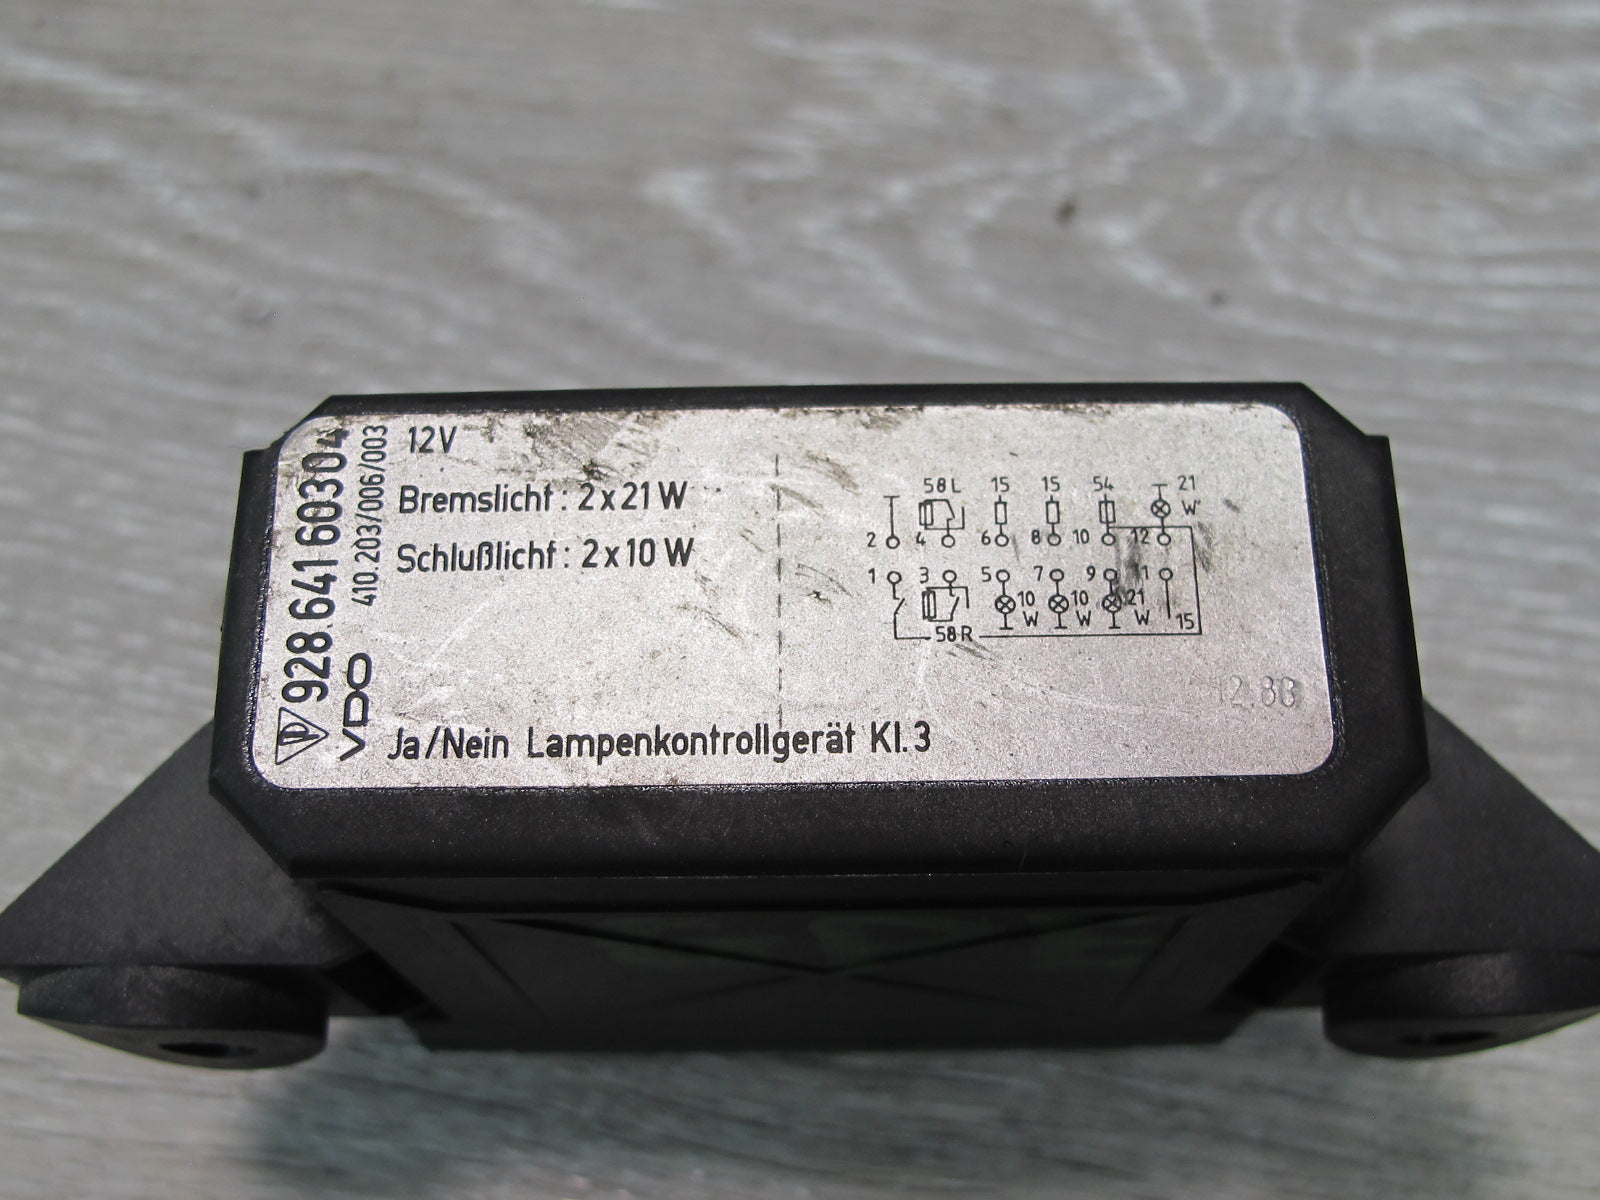 928.641 603 04
410.203/006/003
VDO
12V
Bremslicht : 2 x 21 W
Schlußlicht : 2 x 10 W
Ja/Nein Lampenkontrollgerät Kl. 3
58L 15 15 54 21
W
2 4 6 8 10 12
1 3 5 7 9 11
10 10 21
W W W 15
58R